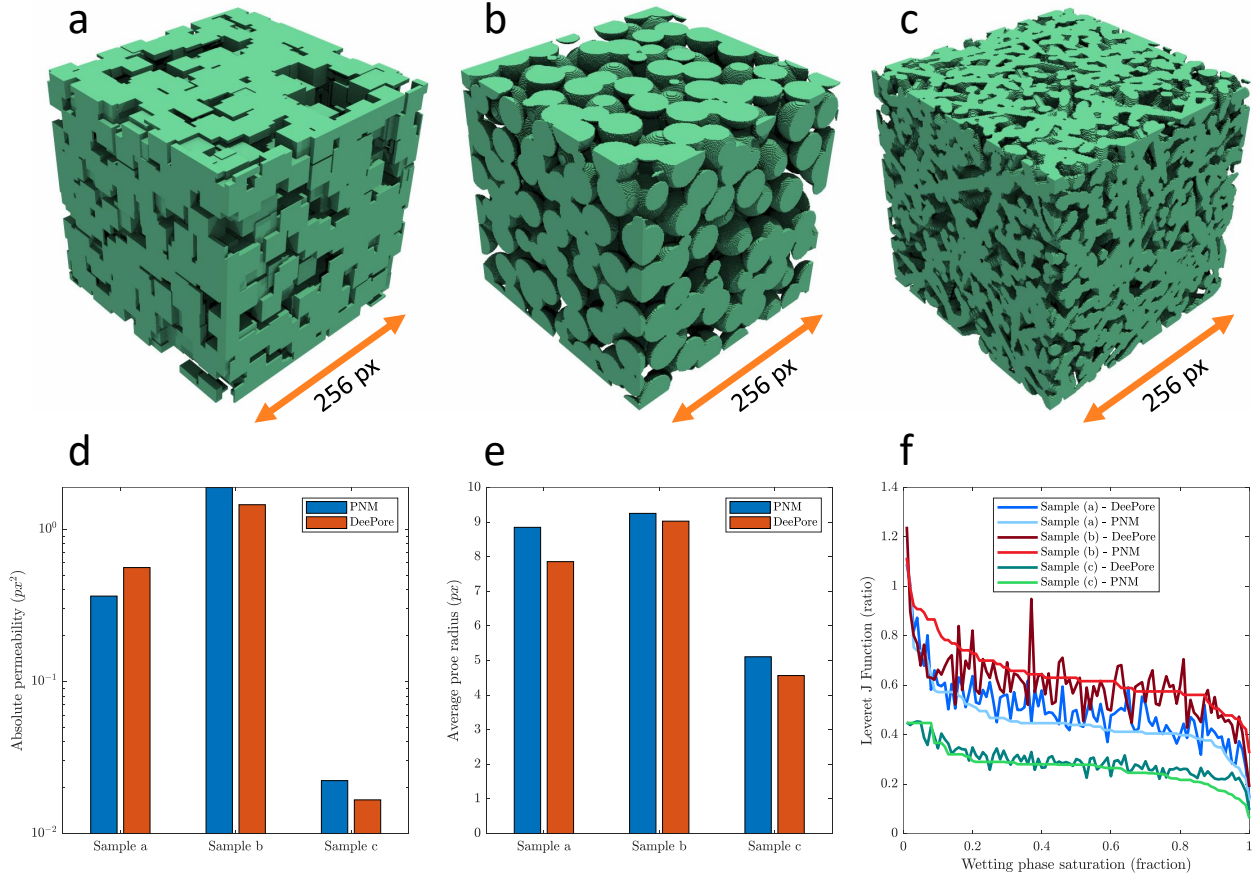 a
b
c
256 px
256 px
256 px
d
e
f
Absolute permeability (px²)
10⁰
10⁻¹
10⁻²
PNM
DeePore
Sample a
Sample b
Sample c
Average proe radius (px)
10
9
8
7
6
5
4
3
2
1
0
PNM
DeePore
Sample a
Sample b
Sample c
Leveret J Function (ratio)
1.4
1.2
1
0.8
0.6
0.4
0.2
0
Sample (a) - DeePore
Sample (a) - PNM
Sample (b) - DeePore
Sample (b) - PNM
Sample (c) - DeePore
Sample (c) - PNM
0
0.2
0.4
0.6
0.8
1
Wetting phase saturation (fraction)